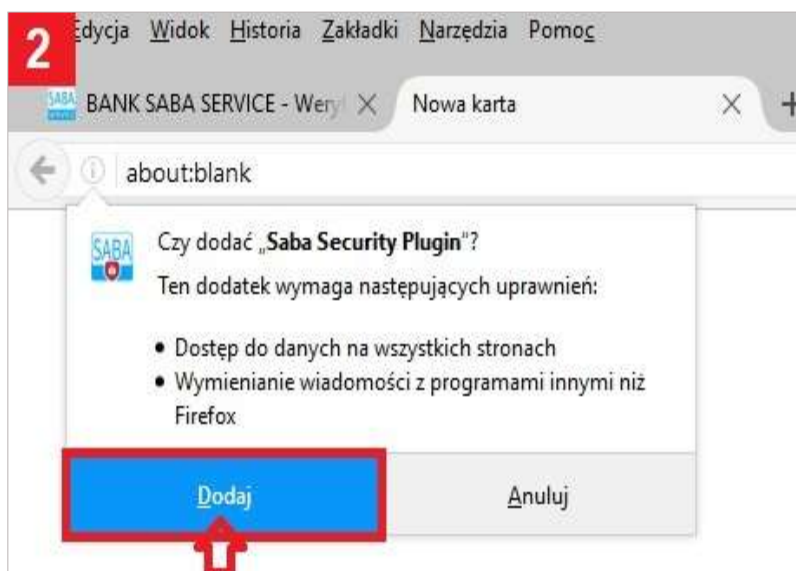 2
Edycja Widok Historia Zakładki Narzędzia Pomoc
SABA BANK SABA SERVICE - Wery Nowa karta
about:blank
SABA
Czy dodać „Saba Security Plugin“?
Ten dodatek wymaga następujących uprawnień:
• Dostęp do danych na wszystkich stronach
• Wymienianie wiadomości z programami innymi niż
Firefox
Dodaj Anuluj